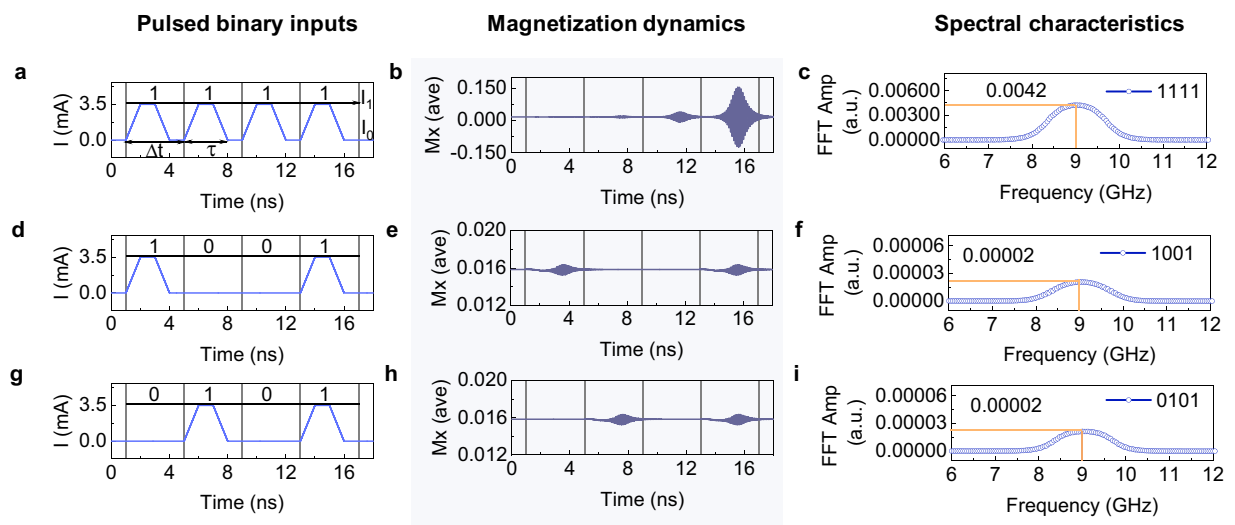 Pulsed binary inputs
Magnetization dynamics
Spectral characteristics
a
I (mA)
3.5
0.0
1 1 1 1
I1
I0
Δt
τ
0 4 8 12 16
Time (ns)
b
Mx (ave)
0.150
0.000
-0.150
0 4 8 12 16
Time (ns)
c
FFT Amp
(a.u.)
0.00600
0.00300
0.00000
0.0042
1111
6 7 8 9 10 11 12
Frequency (GHz)
d
I (mA)
3.5
0.0
1 0 0 1
0 4 8 12 16
Time (ns)
e
Mx (ave)
0.020
0.016
0.012
0 4 8 12 16
Time (ns)
f
FFT Amp
(a.u.)
0.00006
0.00003
0.00000
0.00002
1001
6 7 8 9 10 11 12
Frequency (GHz)
g
I (mA)
3.5
0.0
0 1 0 1
0 4 8 12 16
Time (ns)
h
Mx (ave)
0.020
0.016
0.012
0 4 8 12 16
Time (ns)
i
FFT Amp
(a.u.)
0.00006
0.00003
0.00000
0.00002
0101
6 7 8 9 10 11 12
Frequency (GHz)